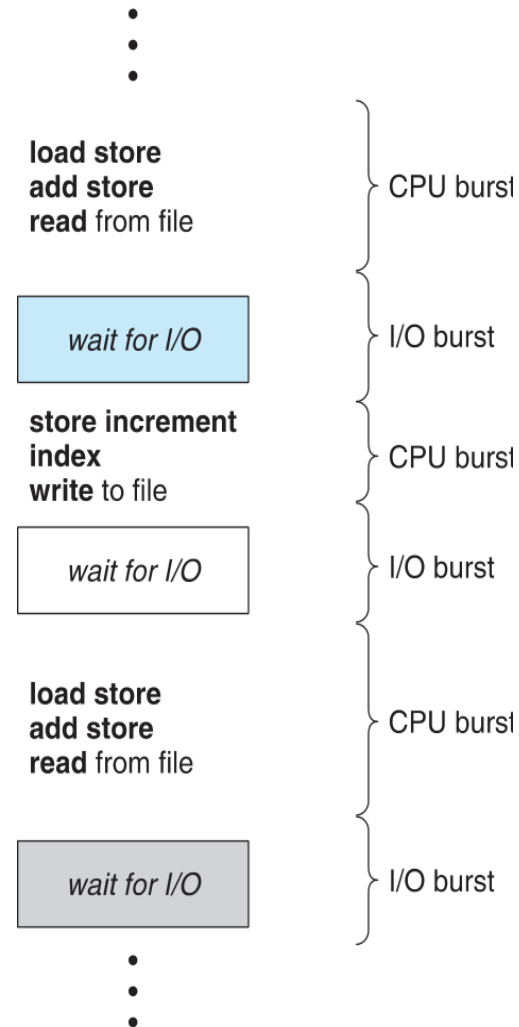 load store
add store
read from file
CPU burst
wait for I/O
I/O burst
store increment
index
write to file
CPU burst
wait for I/O
I/O burst
load store
add store
read from file
CPU burst
wait for I/O
I/O burst